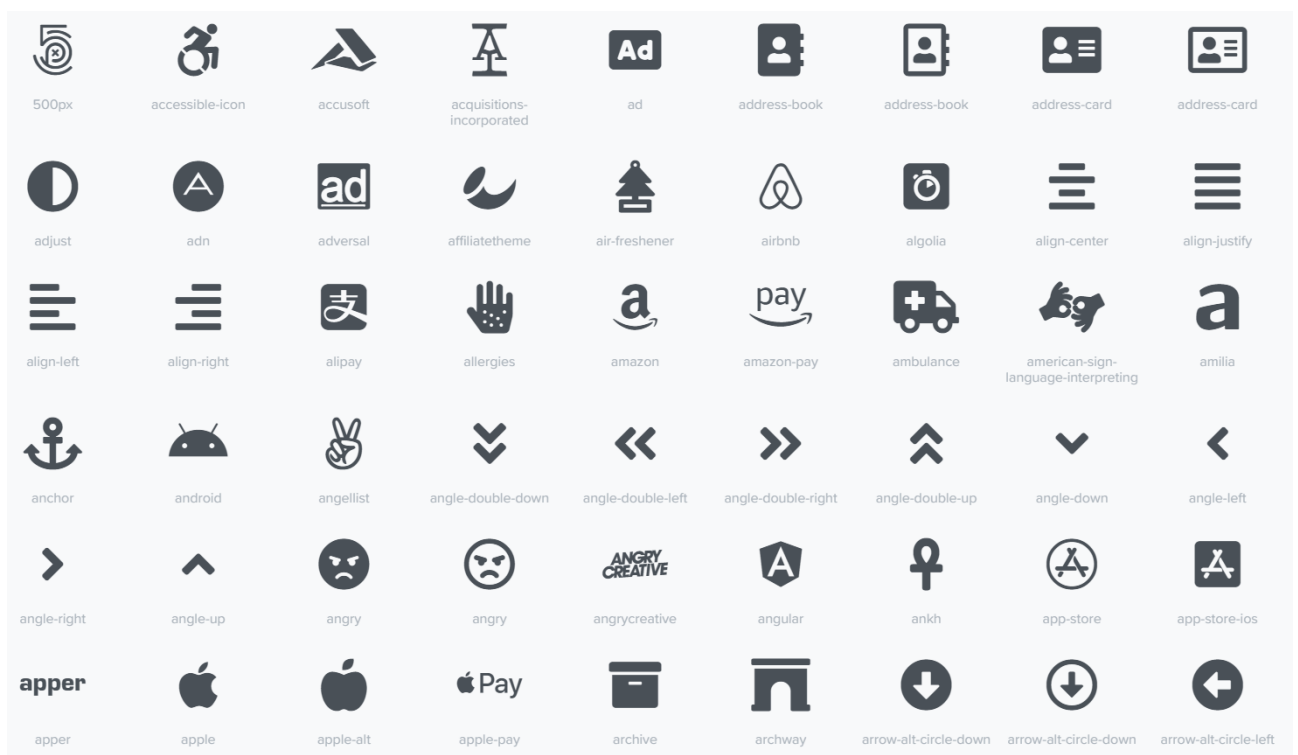 Ad
500px accessible-icon accusoft acquisitions- ad address-book address-book address-card address-card
incorporated
ad
adjust adn adversal affiliatetheme air-freshener airbnb algolia align-center align-justify
支 a pay a
align-left align-right alipay allergies amazon amazon-pay ambulance american-sign- amilia
language-interpreting
anchor android angellist angle-double-down angle-double-left angle-double-right angle-double-up angle-down angle-left
ANGRY
CREATIVE
A
angle-right angle-up angry angry angrycreative angular ankh app-store app-store-ios
apper Pay
apper apple apple-alt apple-pay archive archway arrow-alt-circle-down arrow-alt-circle-down arrow-alt-circle-left